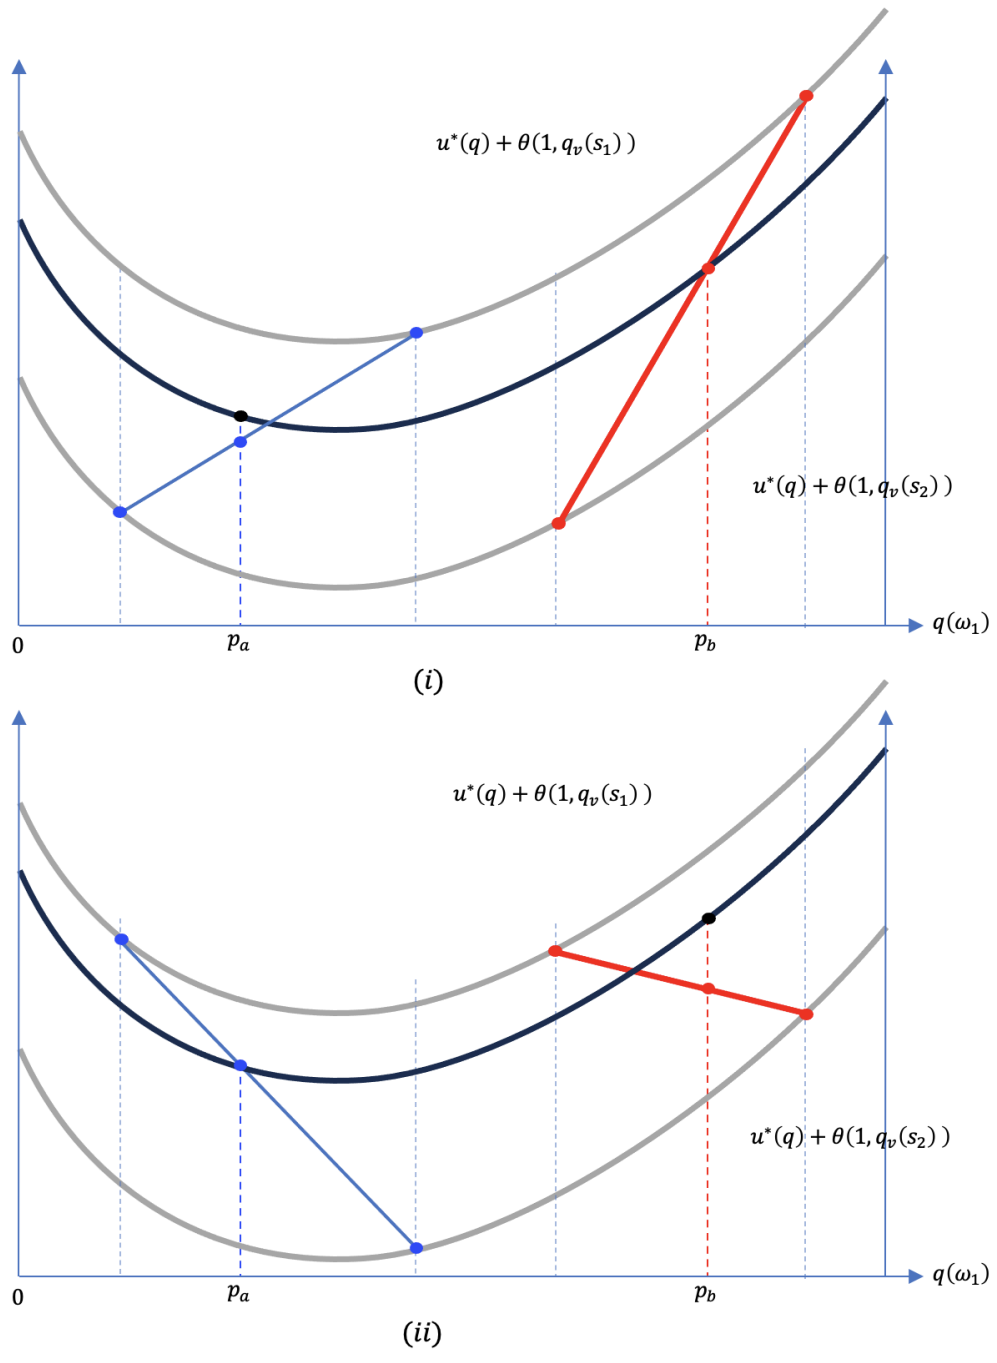 u*(q) + θ(1, q_v(s_1) )
u*(q) + θ(1, q_v(s_2) )
0
p_a
p_b
q(ω_1)
(i)
u*(q) + θ(1, q_v(s_1) )
u*(q) + θ(1, q_v(s_2) )
0
p_a
p_b
q(ω_1)
(ii)